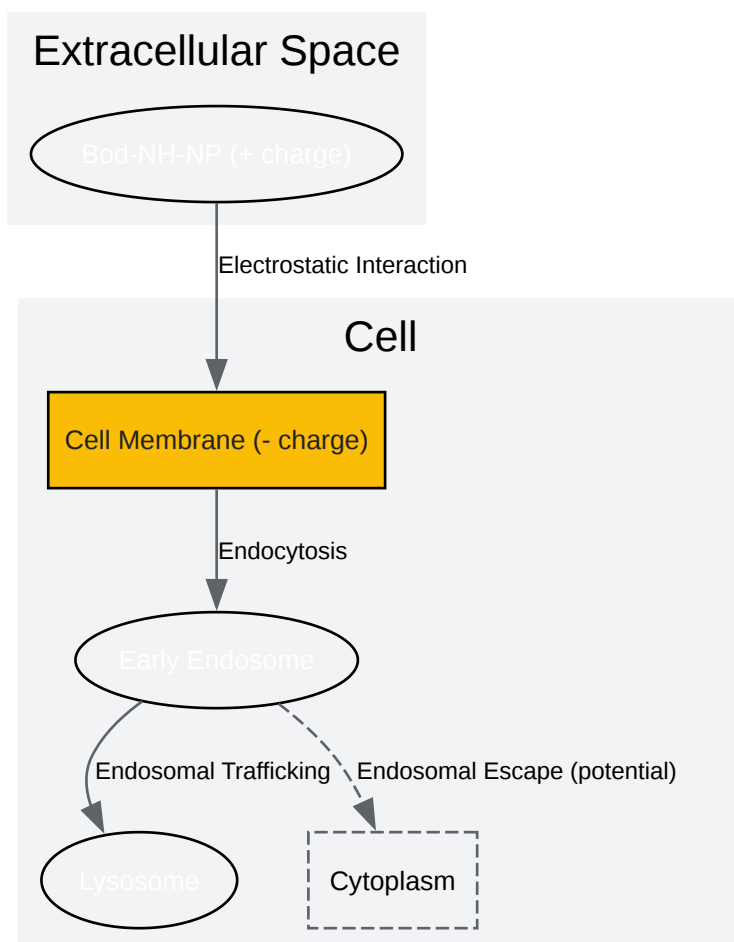 Extracellular Space
Bod-NH-NP (+ charge)
Electrostatic Interaction
Cell
Cell Membrane (- charge)
Endocytosis
Early Endosome
Endosomal Trafficking
Endosomal Escape (potential)
Lysosome
Cytoplasm